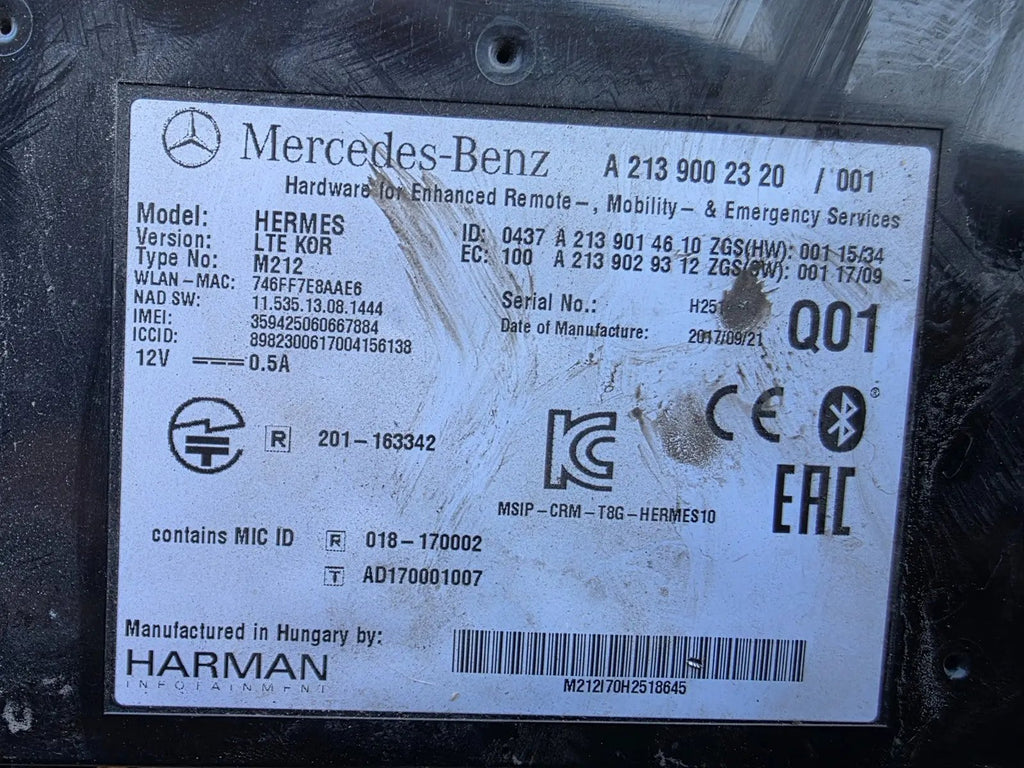 Mercedes-Benz A 213 900 23 20 / 001
Hardware for Enhanced Remote-, Mobility- & Emergency Services
Model: HERMES
Version: LTE KOR
Type No: M212
WLAN-MAC: 746FF7E8AAE6
NAD SW: 11.535.13.08.1444
IMEI: 359425060667884
ICCID: 8982300617004156138
12V 0.5A
ID: 0437 A 213 901 46 10 ZGS(HW): 001 15/34
EC: 100 A 213 902 93 12 ZGS(SW): 001 17/09
Serial No.:
Date of Manufacture: 2017/09/21
Q01
R 201-163342
KC
CE
EAC
MSIP-CRM-T8G-HERMES10
contains MIC ID R 018-170002
T AD170001007
Manufactured in Hungary by:
HARMAN
INFOTAINMENT
M212I70H2518645